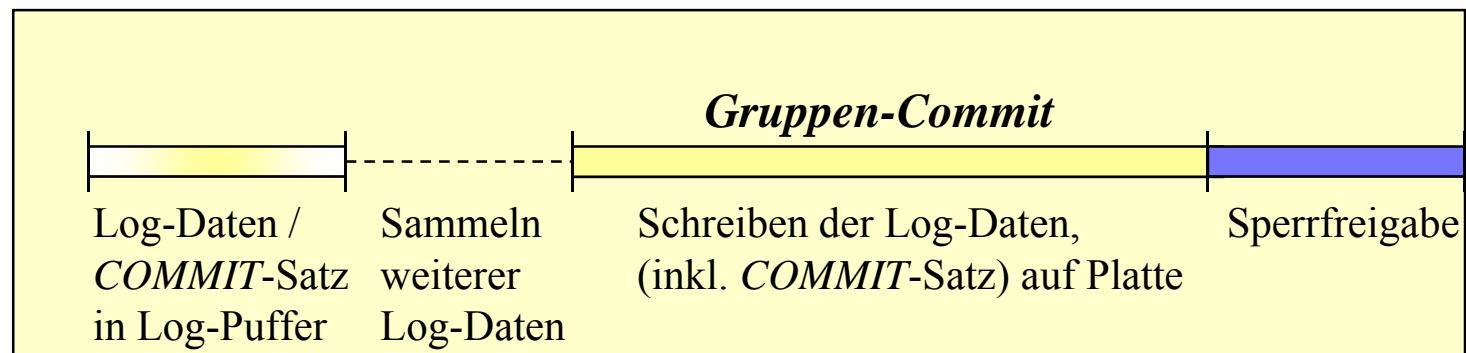 Gruppen-Commit
Log-Daten /
COMMIT-Satz
in Log-Puffer
Sammeln
weiterer
Log-Daten
Schreiben der Log-Daten,
(inkl. COMMIT-Satz) auf Platte
Sperrfreigabe